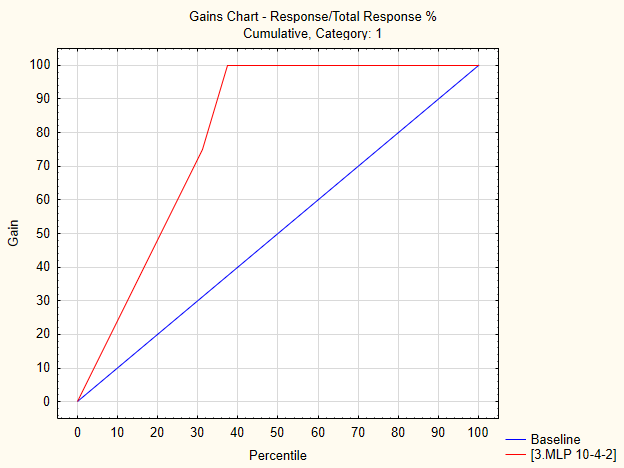 Gains Chart - Response/Total Response %
Cumulative, Category: 1
100
90
80
70
60
50
40
30
20
10
0
Gain
0 10 20 30 40 50 60 70 80 90 100
Percentile
Baseline
[3.MLP 10-4-2]